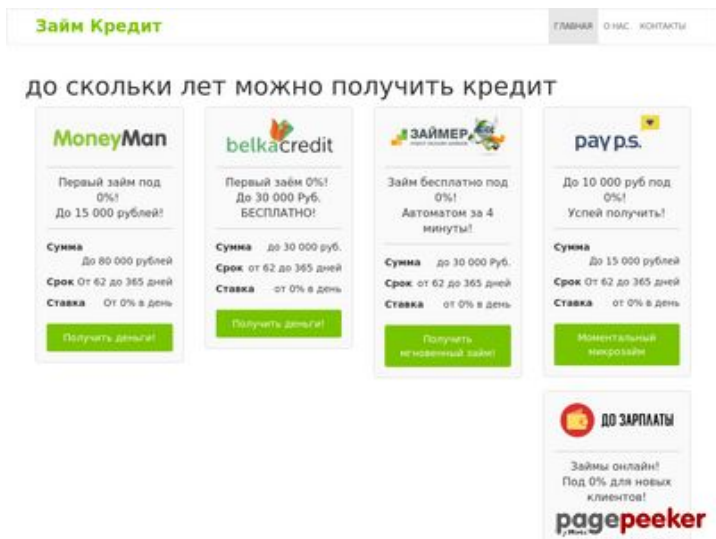 Займ Кредит
ГЛАВНАЯ О НАС. КОНТАКТЫ
до скольки лет можно получить кредит
MoneyMan
Первый займ под
0%!
До 15 000 рублей!
Сумма
До 80 000 рублей
Срок От 62 до 365 дней
Ставка От 0% в день
Получить деньги!
belkacredit
Первый заём 0%!
До 30 000 Руб.
БЕСПЛАТНО!
Сумма до 30 000 руб.
Срок от 62 до 365 дней
Ставка от 0% в день
Получить деньги!
ЗАЙМЕР
Займ бесплатно под
0%!
Автоматом за 4
минуты!
Сумма до 30 000 Руб.
Срок от 62 до 365 дней
Ставка от 0% в день
Получить
мгновенный займ!
pay p.s.
До 10 000 руб под
0%!
Успей получить!
Сумма
До 15 000 рублей
Срок От 62 до 365 дней
Ставка от 0% в день
Моментальный
микрозайм
ДО ЗАРПЛАТЫ
Займы онлайн!
Под 0% для новых
клиентов!
pagepeeker